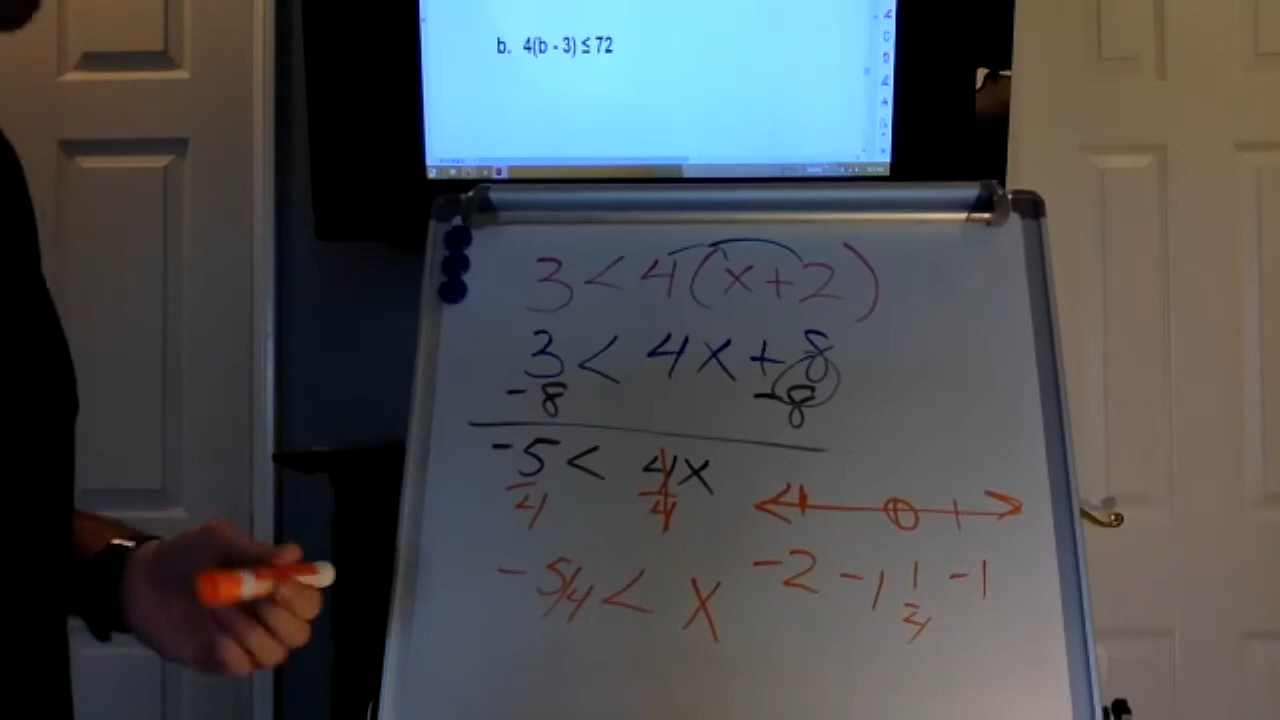 b. 4(b - 3) ≤ 72
3 < 4(x+2)
3 < 4x + 8
-8 -8
-5 < 4x
4 4
-5/4 < x
-2 -1 1/4 -1